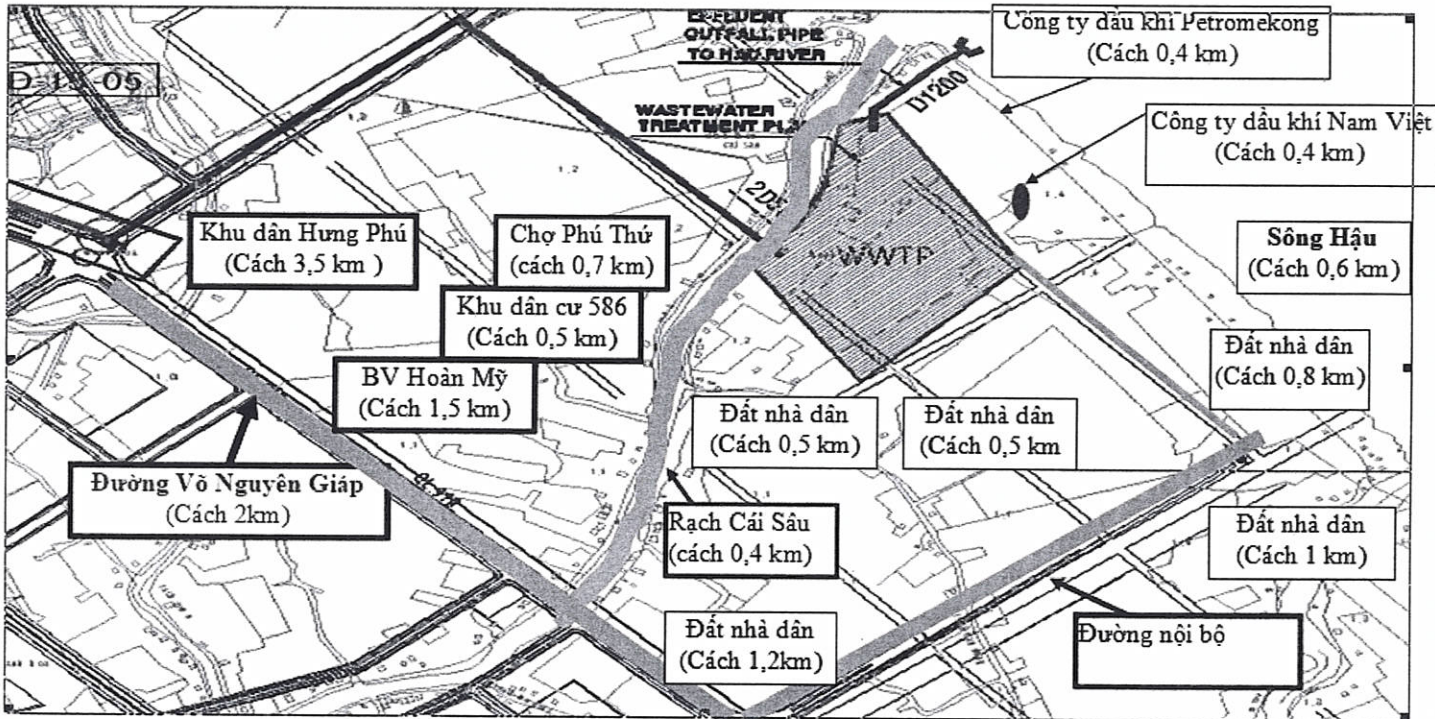 EFFLUENT
OUTFALL PIPE
TO HAU RIVER
Công ty dầu khí Petromekong
(Cách 0,4 km)
D-15-05
D1200
WASTEWATER
TREATMENT
Công ty dầu khí Nam Việt
(Cách 0,4 km)
Khu dân Hưng Phú
(Cách 3,5 km )
Chợ Phú Thứ
(cách 0,7 km)
WWTP
Sông Hậu
(Cách 0,6 km)
Khu dân cư 586
(Cách 0,5 km)
Đất nhà dân
(Cách 0,8 km)
BV Hoàn Mỹ
(Cách 1,5 km)
Đất nhà dân
(Cách 0,5 km)
Đất nhà dân
(Cách 0,5 km
Đường Võ Nguyên Giáp
(Cách 2km)
Rạch Cái Sâu
(cách 0,4 km)
Đất nhà dân
(Cách 1 km)
Đất nhà dân
(Cách 1,2km)
Đường nội bộ